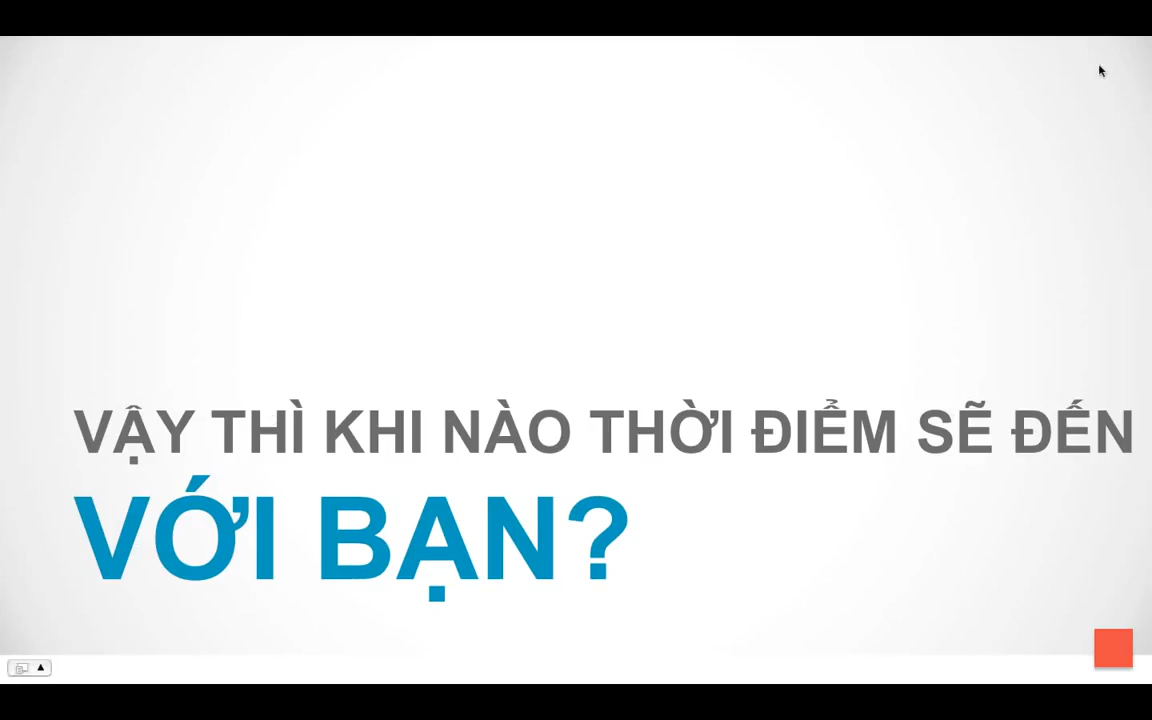 VẬY THÌ KHI NÀO THỜI ĐIỂM SẼ ĐẾN
VỚI BẠN?